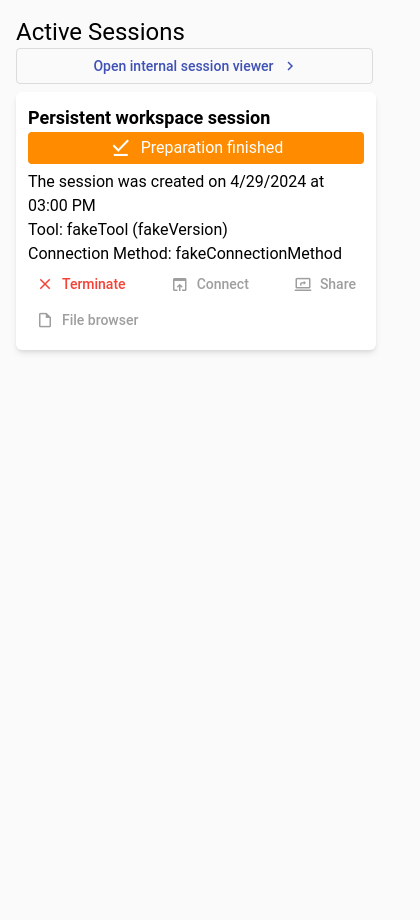 Active Sessions
Open internal session viewer
Persistent workspace session
Preparation finished
The session was created on 4/29/2024 at
03:00 PM
Tool: fakeTool (fakeVersion)
Connection Method: fakeConnectionMethod
Terminate Connect Share
File browser